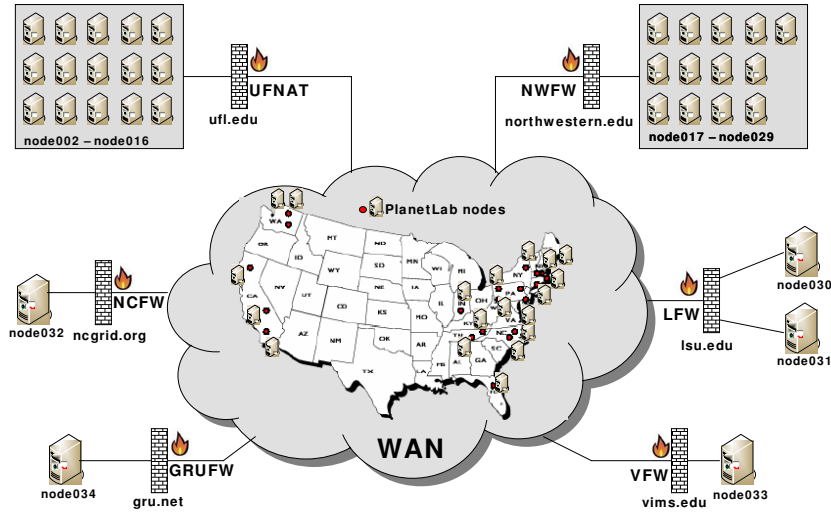 node002 – node016
UFNAT
ufl.edu
NWFW
northwestern.edu
node017 – node029
PlanetLab nodes
WA
MT
ND
OR
ID
MN
WI
MI
NY
SD
WY
IA
PA
NE
NV
UT
CO
IL
IN
OH
CA
KS
MO
KY
VA
AZ
NM
OK
AR
TN
NC
SC
TX
LA
AL
GA
WAN
node032
NCFW
ncgrid.org
node030
LFW
lsu.edu
node031
node034
GRUFW
gru.net
VFW
vims.edu
node033